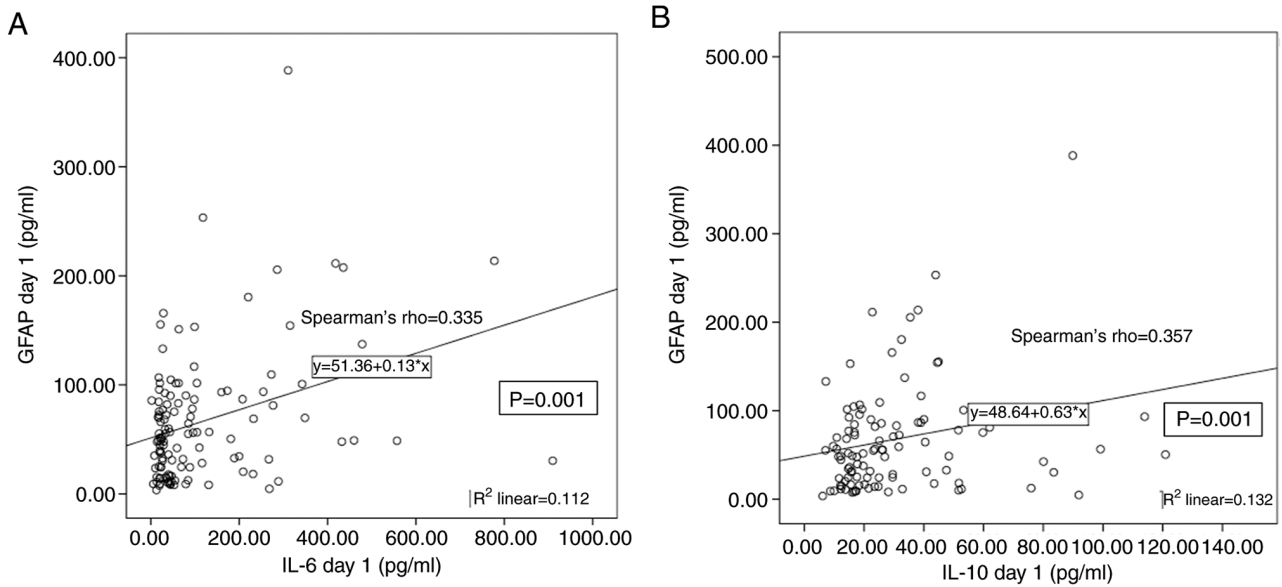 A
400.00
300.00
200.00
100.00
0.00
GFAP day 1 (pg/ml)
Spearman's rho=0.335
y=51.36+0.13*x
P=0.001
R² linear=0.112
0.00 200.00 400.00 600.00 800.00 1000.00
IL-6 day 1 (pg/ml)
B
500.00
400.00
300.00
200.00
100.00
0.00
GFAP day 1 (pg/ml)
Spearman's rho=0.357
y=48.64+0.63*x
P=0.001
R² linear=0.132
0.00 20.00 40.00 60.00 80.00 100.00 120.00 140.00
IL-10 day 1 (pg/ml)